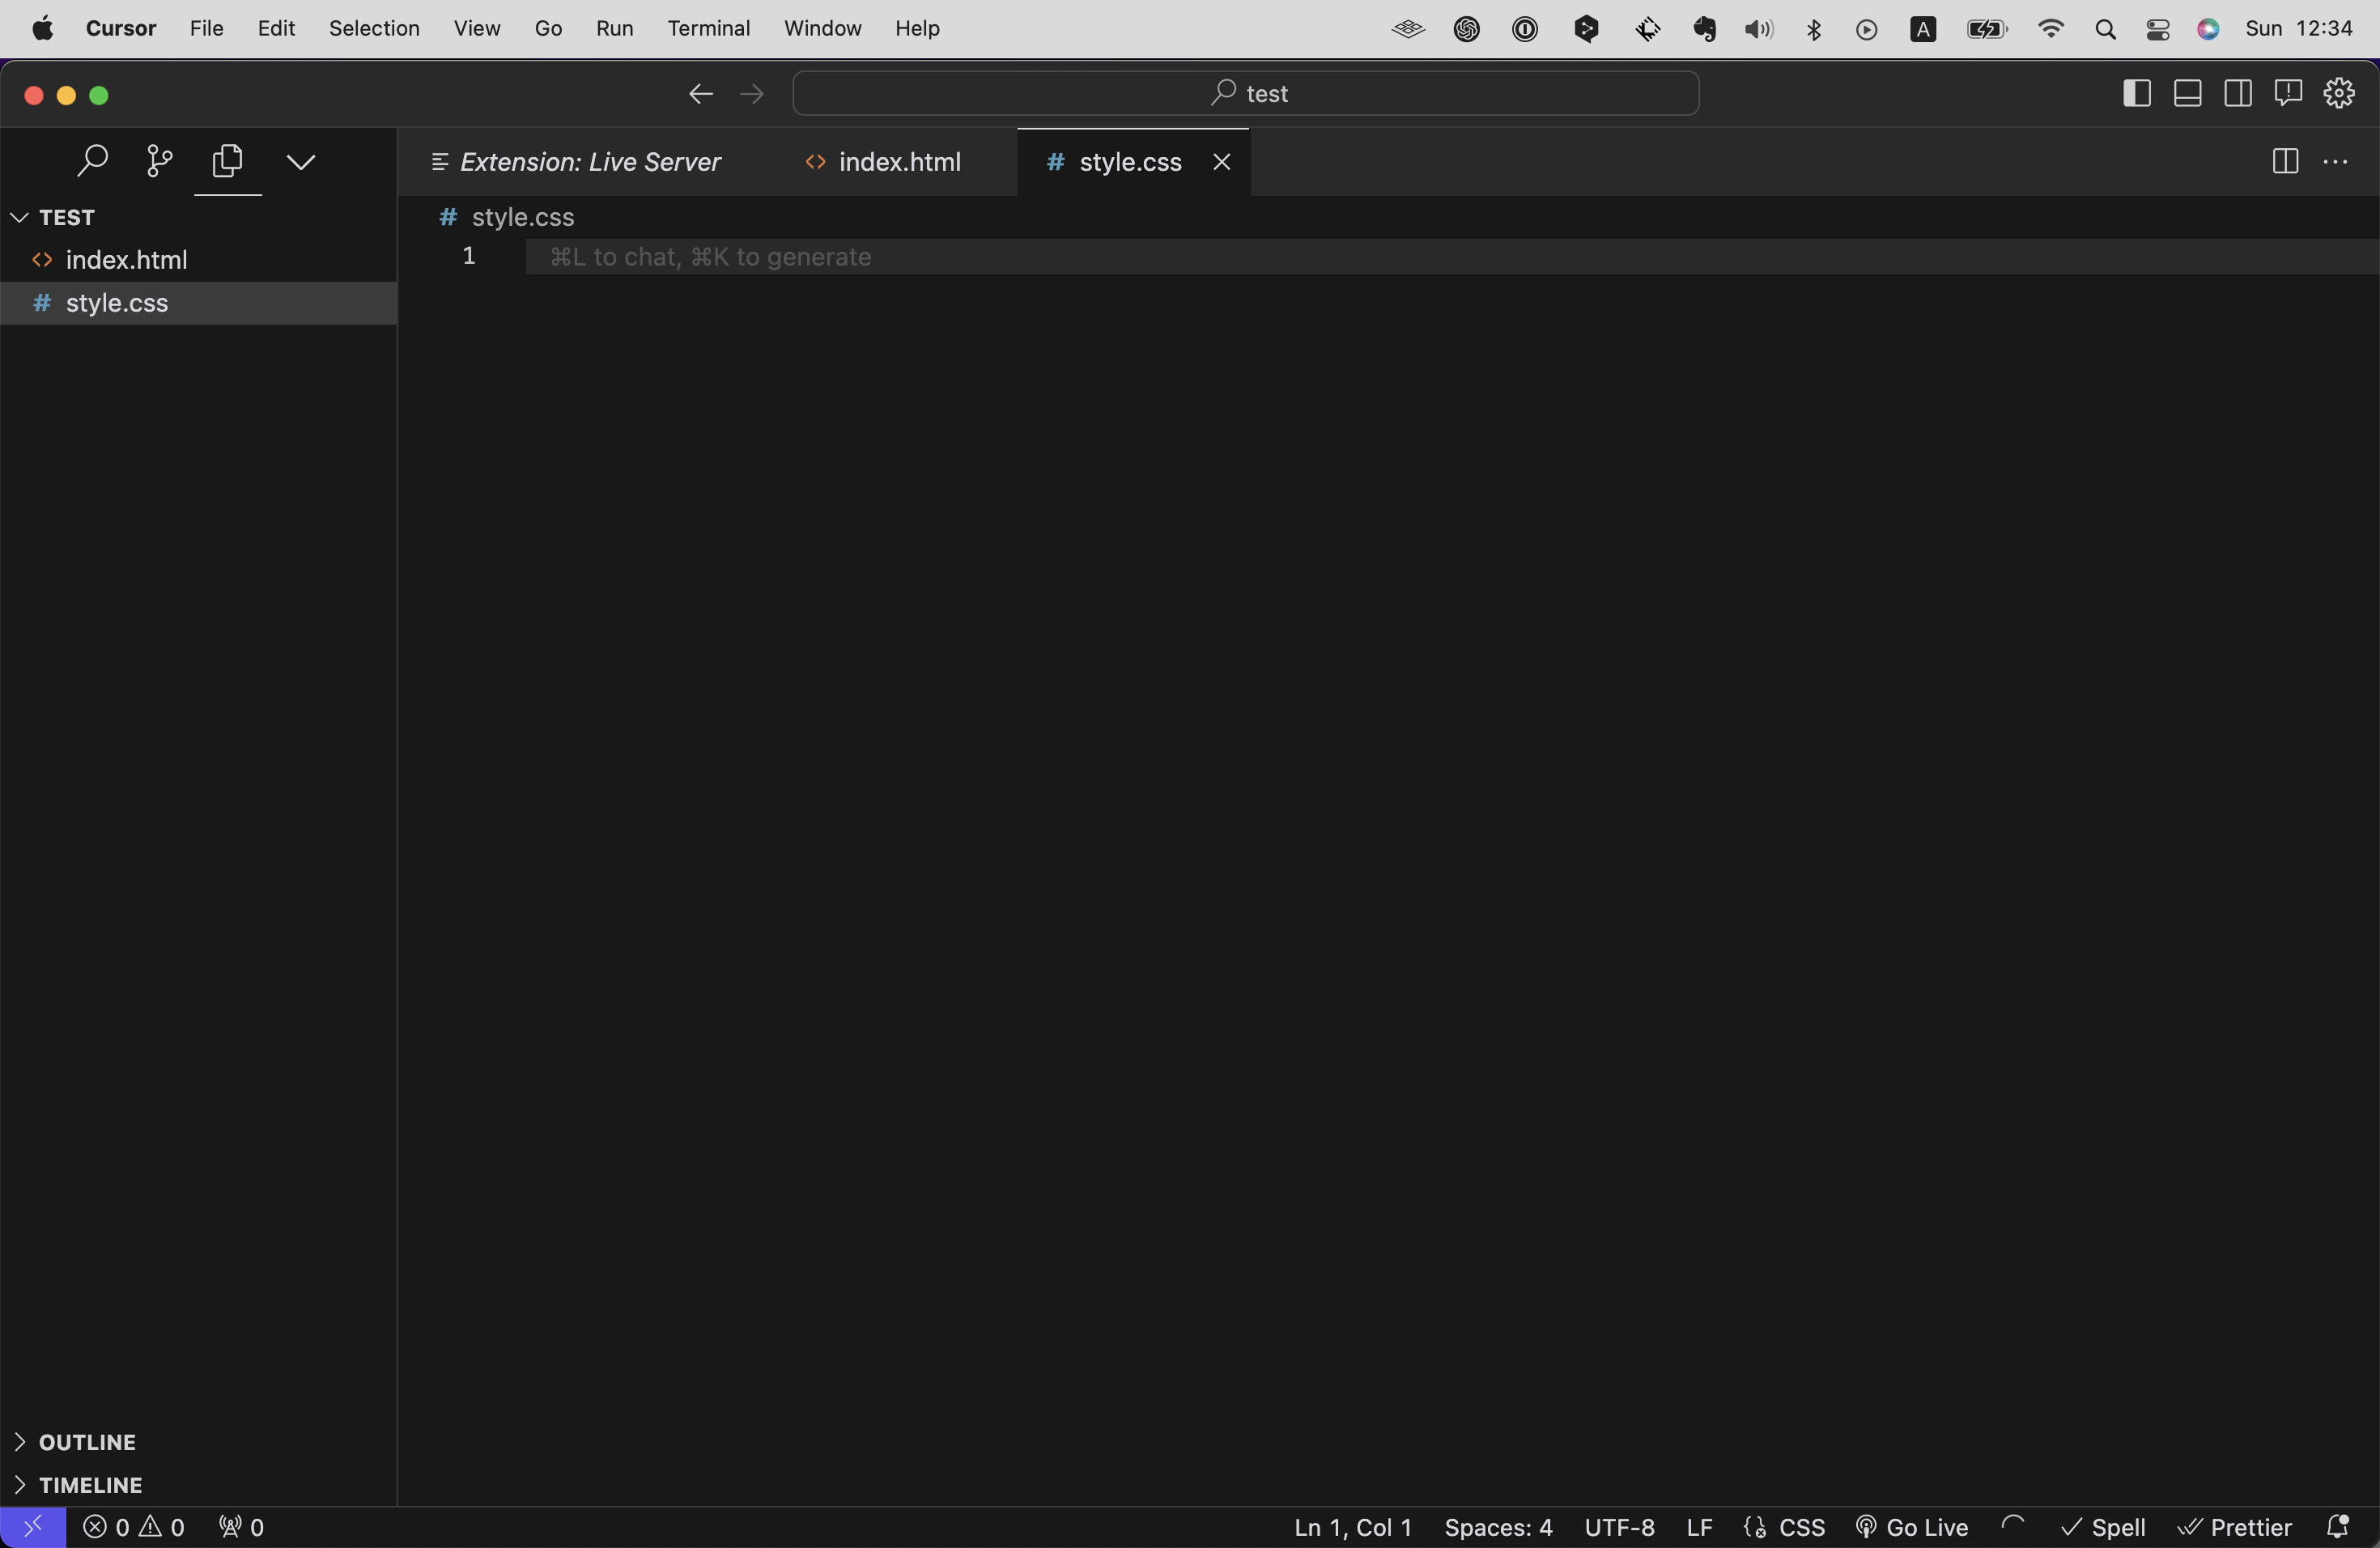 Cursor File Edit Selection View Go Run Terminal Window Help A Sun 12:34
test
Extension: Live Server index.html # style.css
TEST
# style.css
index.html
1 ⌘L to chat, ⌘K to generate
# style.css
OUTLINE
TIMELINE
0 0 0 Ln 1, Col 1 Spaces: 4 UTF-8 LF CSS Go Live Spell Prettier